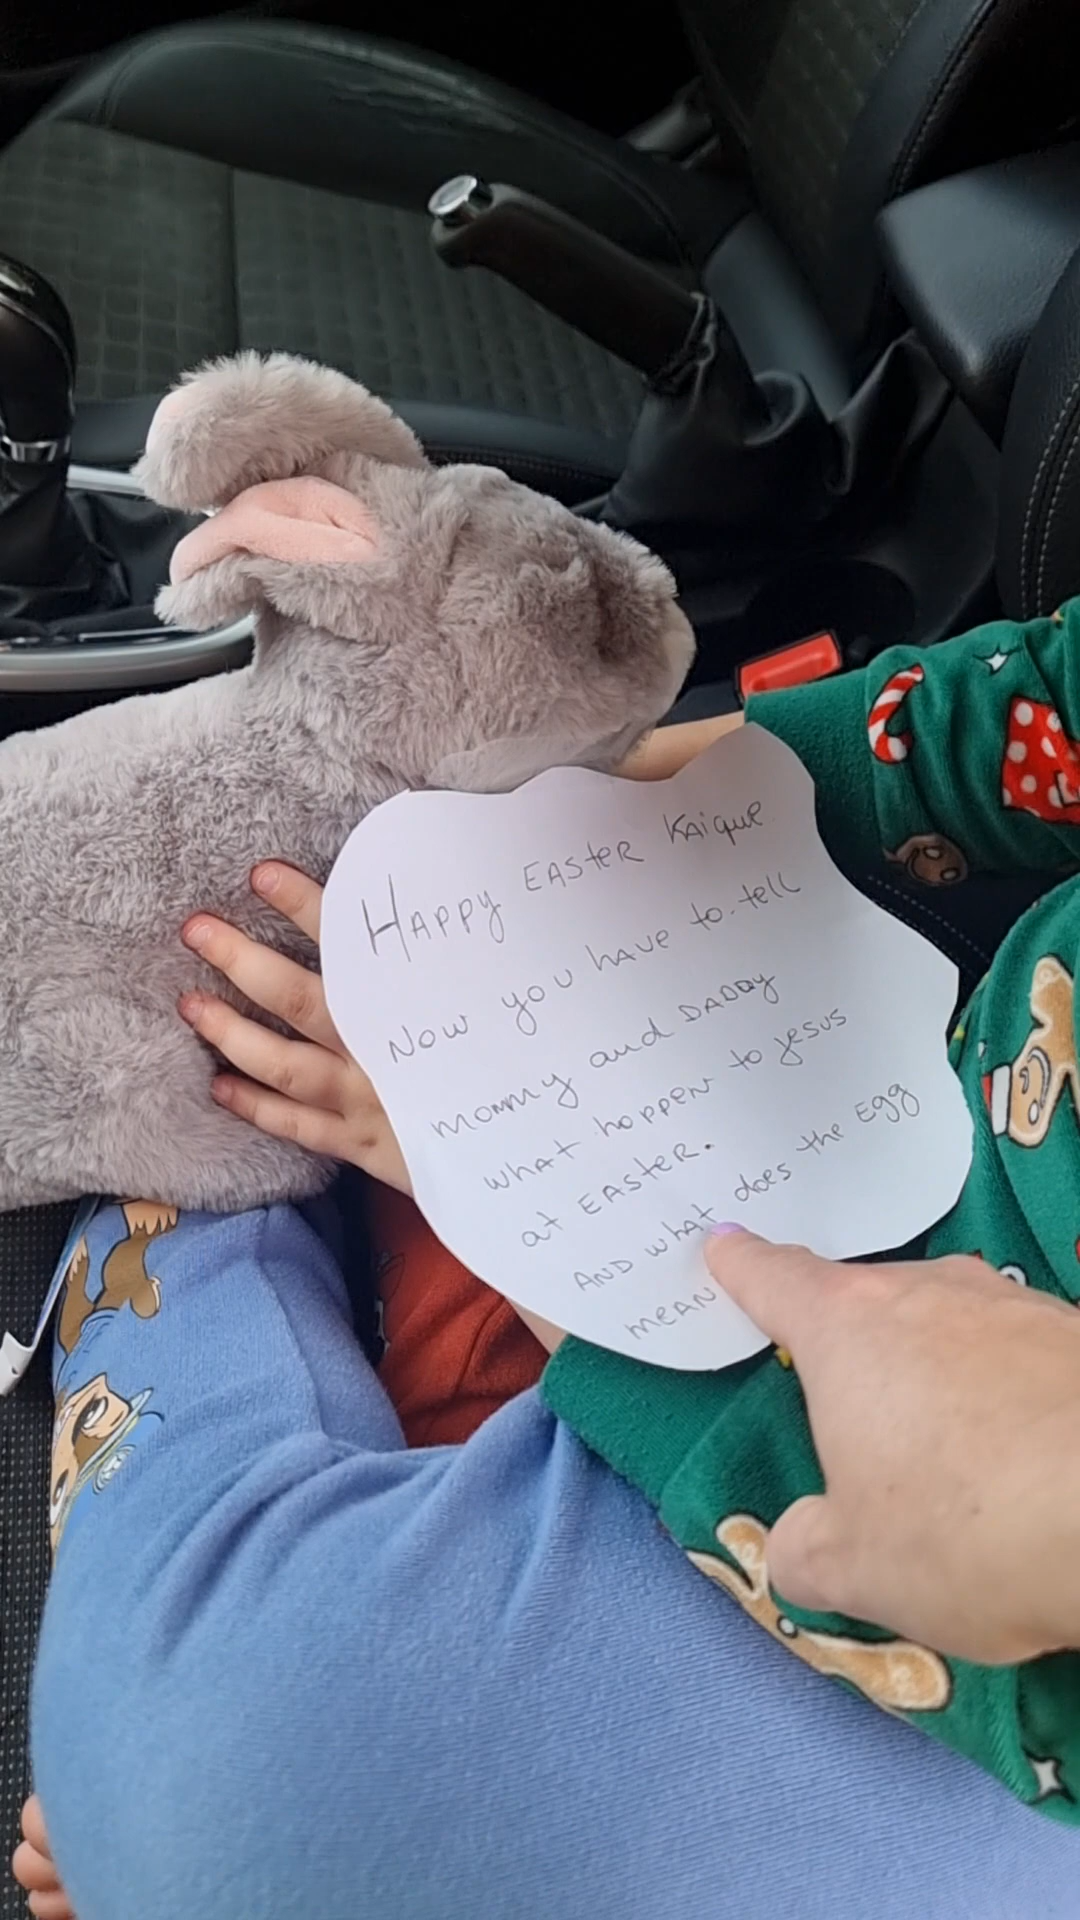 HAPPY EASTER KAique
Now you have to tell
mommy and DADDY
what happen to jesus
at EASTER.
AND what does the Egg
MEAN